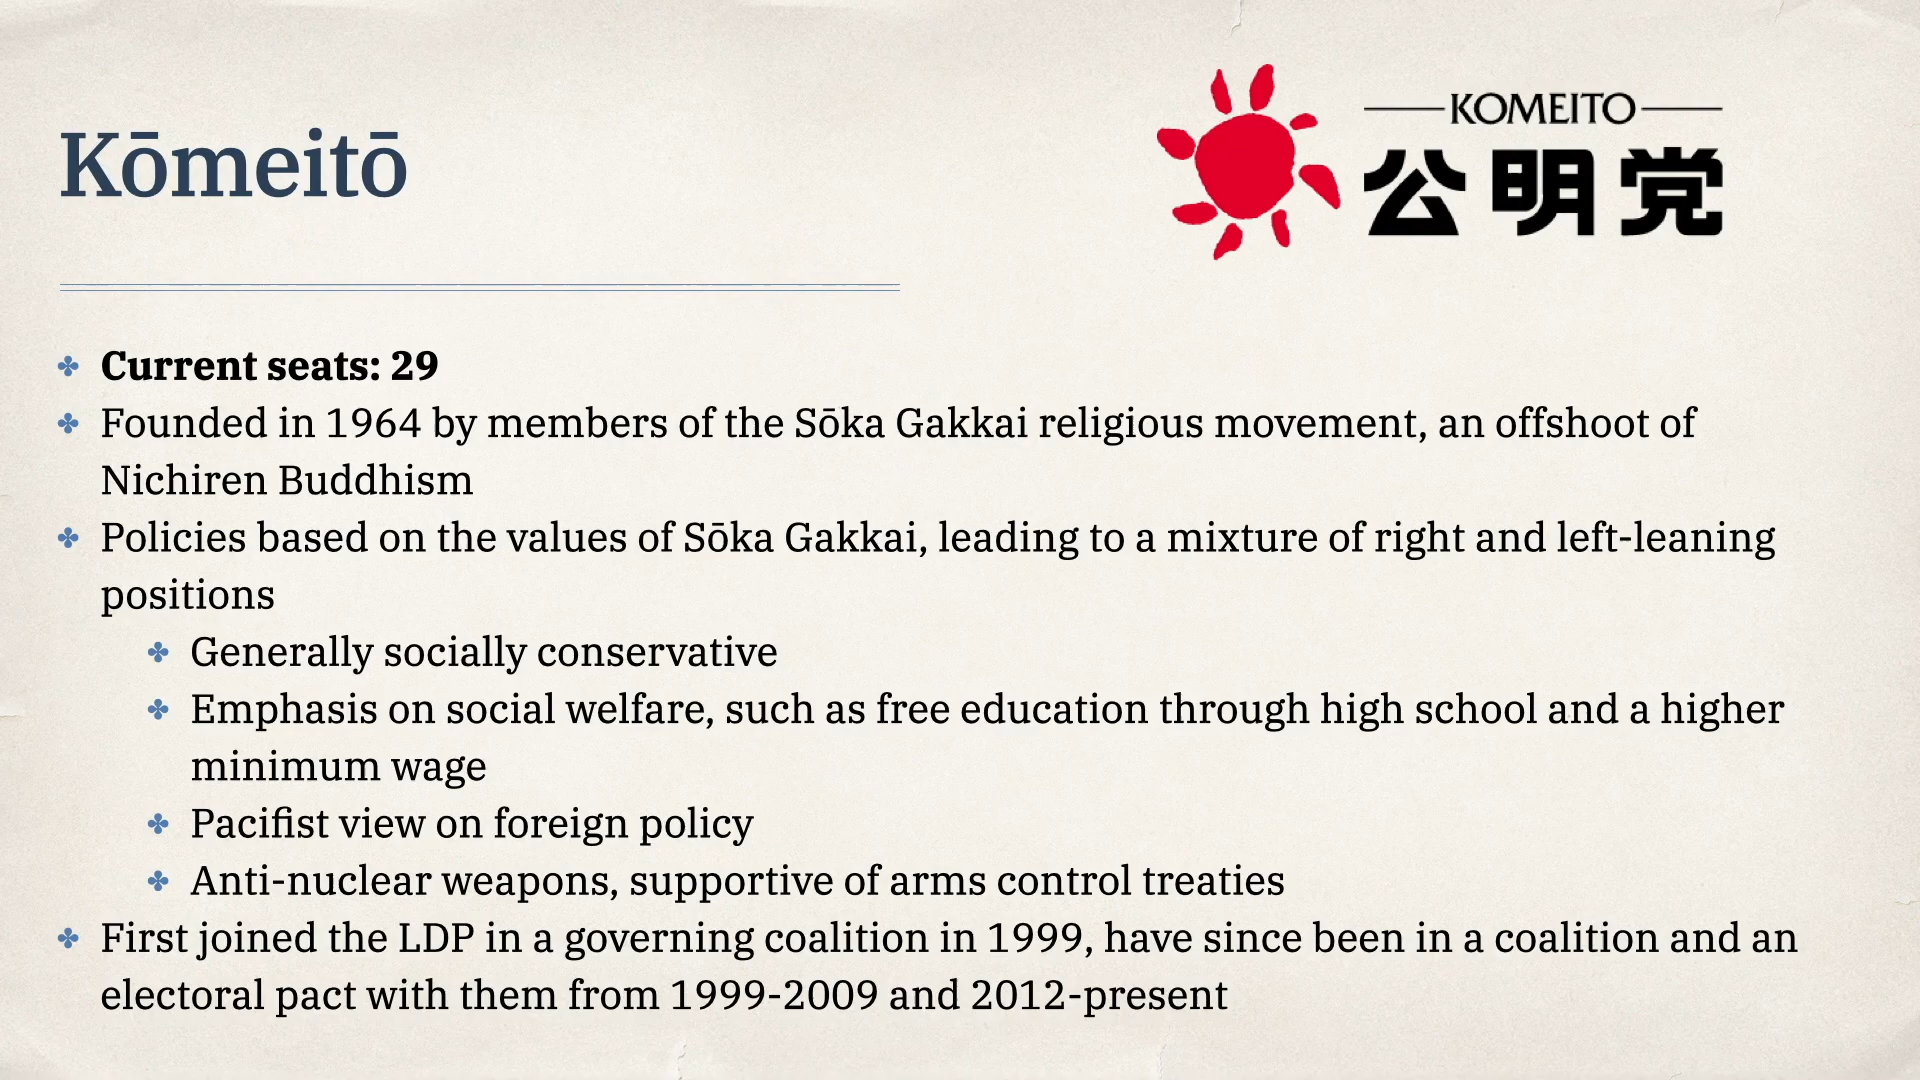 Kōmeitō
KOMEITO
公明党
Current seats: 29
Founded in 1964 by members of the Sōka Gakkai religious movement, an offshoot of
Nichiren Buddhism
Policies based on the values of Sōka Gakkai, leading to a mixture of right and left-leaning
positions
Generally socially conservative
Emphasis on social welfare, such as free education through high school and a higher
minimum wage
Pacifist view on foreign policy
Anti-nuclear weapons, supportive of arms control treaties
First joined the LDP in a governing coalition in 1999, have since been in a coalition and an
electoral pact with them from 1999-2009 and 2012-present